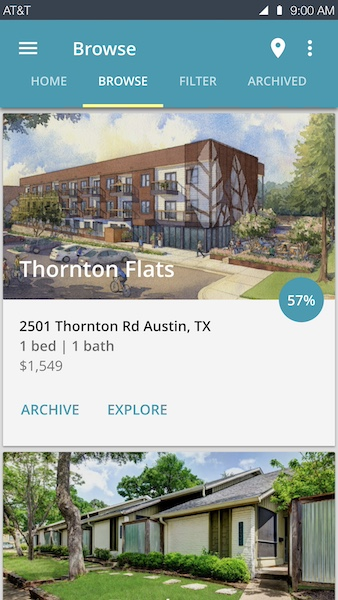 AT&T 9:00 AM
Browse
HOME BROWSE FILTER ARCHIVED
Thornton Flats
57%
2501 Thornton Rd Austin, TX
1 bed | 1 bath
$1,549
ARCHIVE EXPLORE